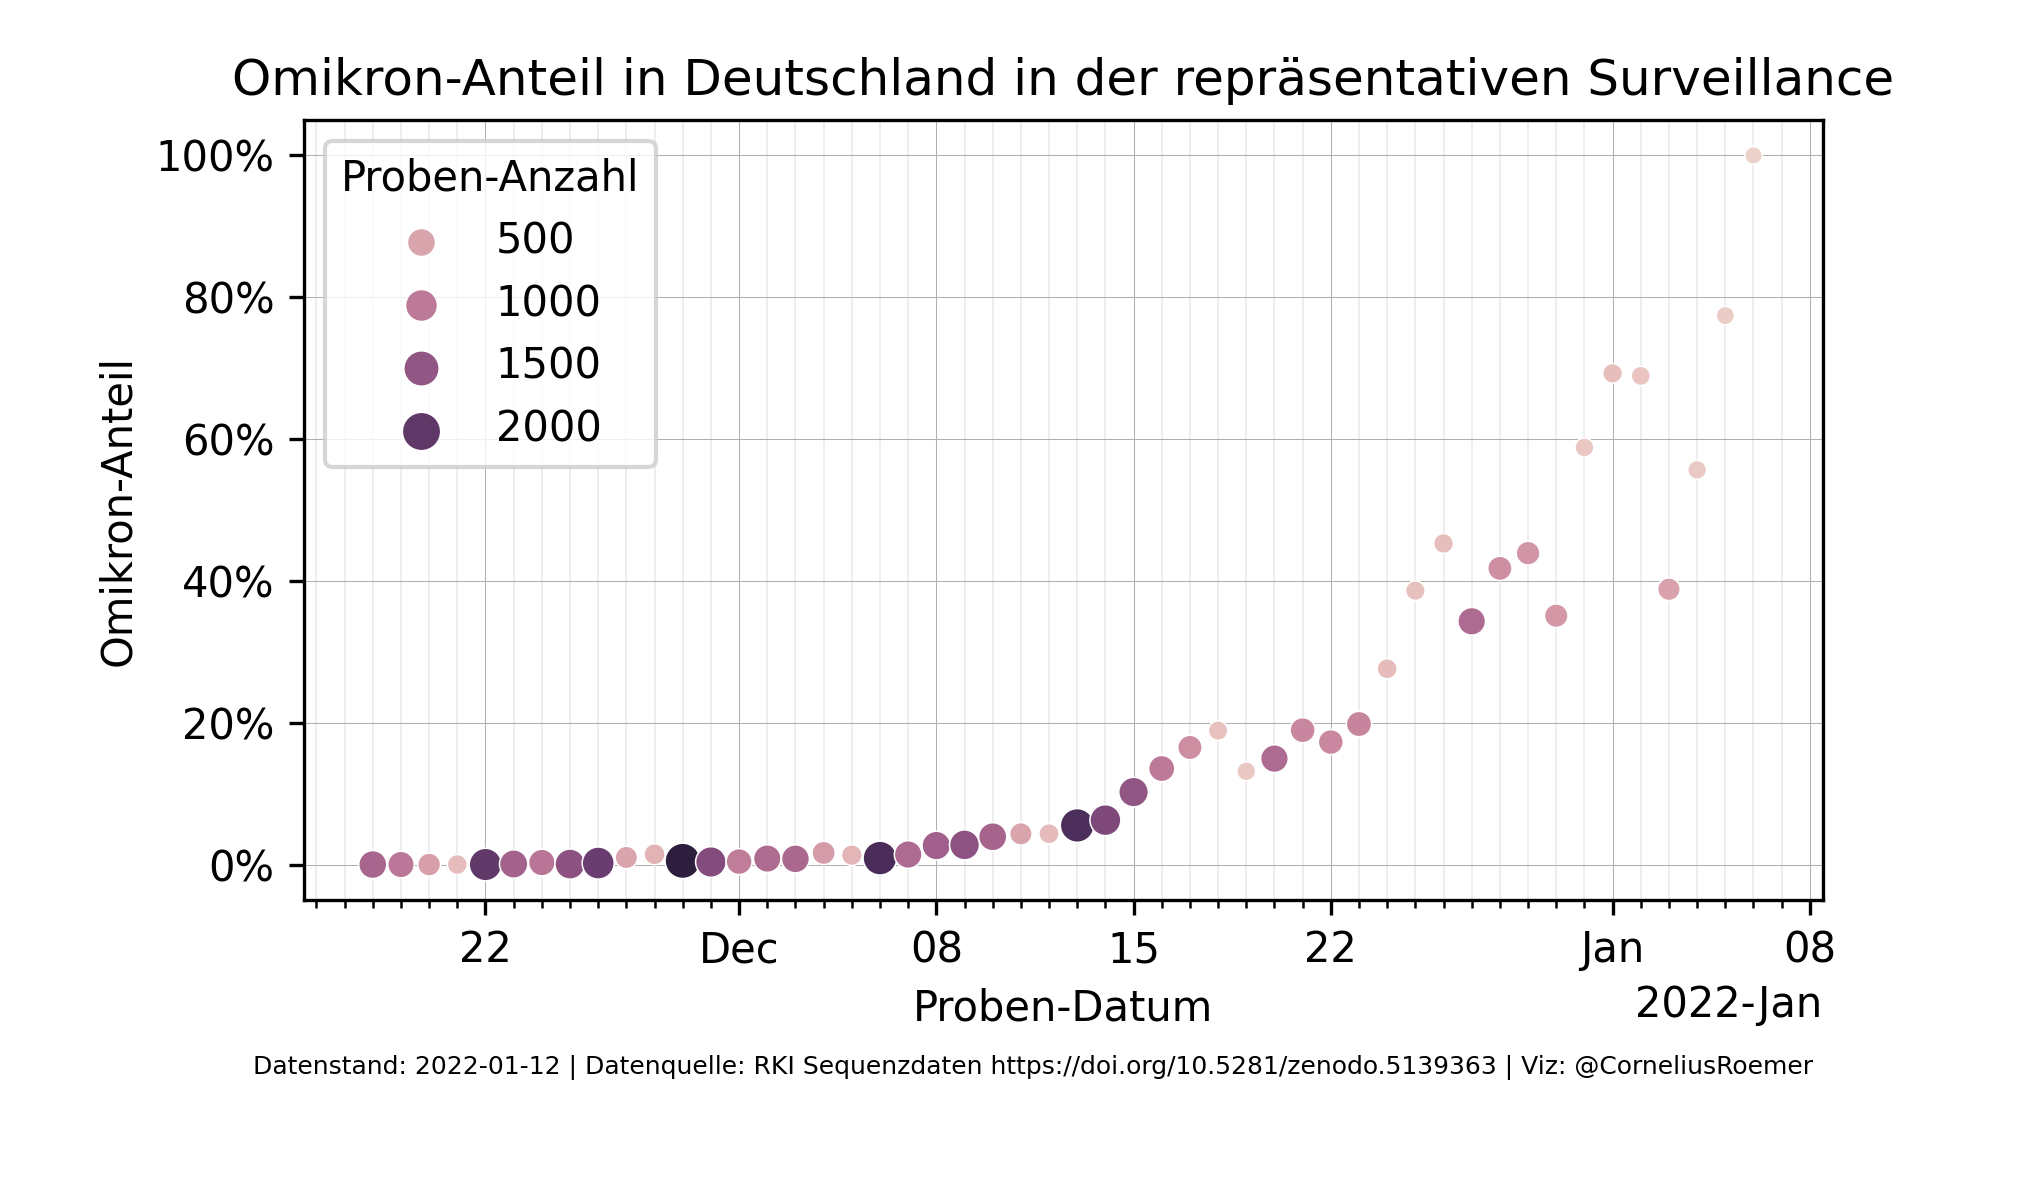 Omikron-Anteil in Deutschland in der repräsentativen Surveillance
Proben-Anzahl
500
1000
1500
2000
Omikron-Anteil
100%
80%
60%
40%
20%
0%
22 Dec 08 15 22 Jan 08
2022-Jan
Proben-Datum
Datenstand: 2022-01-12 | Datenquelle: RKI Sequenzdaten https://doi.org/10.5281/zenodo.5139363 | Viz: @CorneliusRoemer